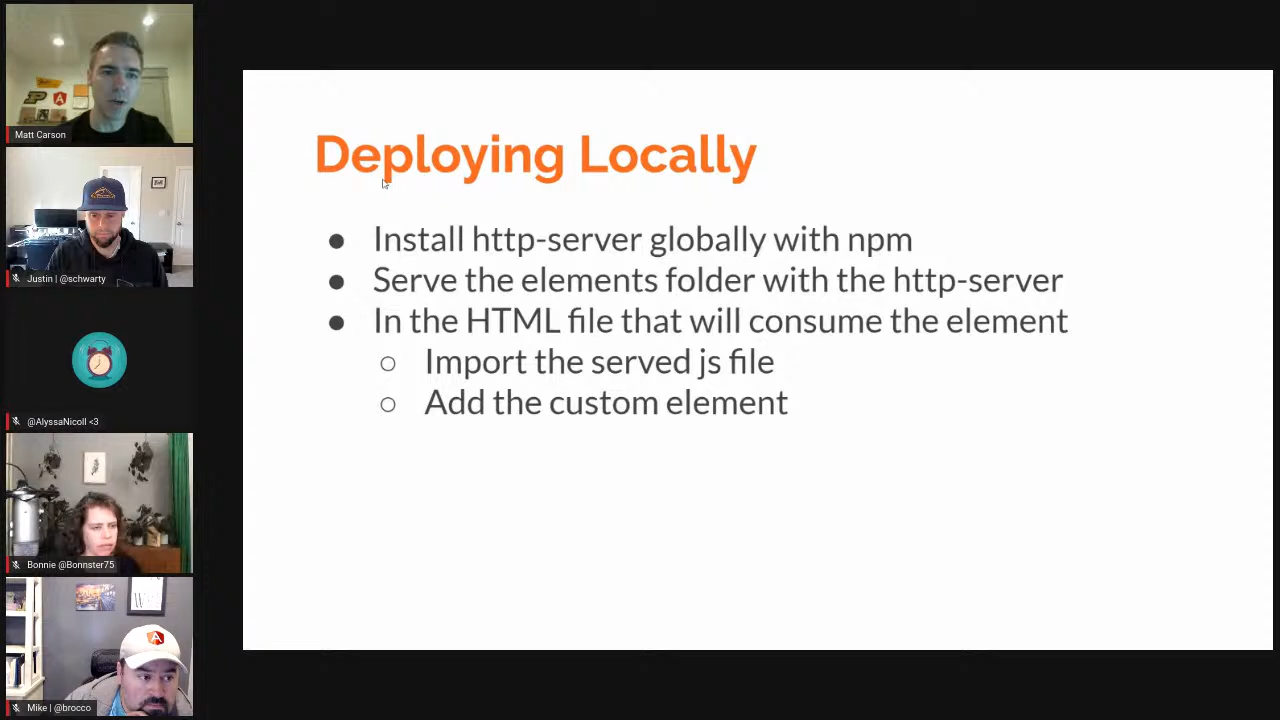 Matt Carson
Justin | @schwarty
@AlyssaNicoll <3
Bonnie @Bonnster75
Mike | @brocco
Deploying Locally
● Install http-server globally with npm
● Serve the elements folder with the http-server
● In the HTML file that will consume the element
○ Import the served js file
○ Add the custom element